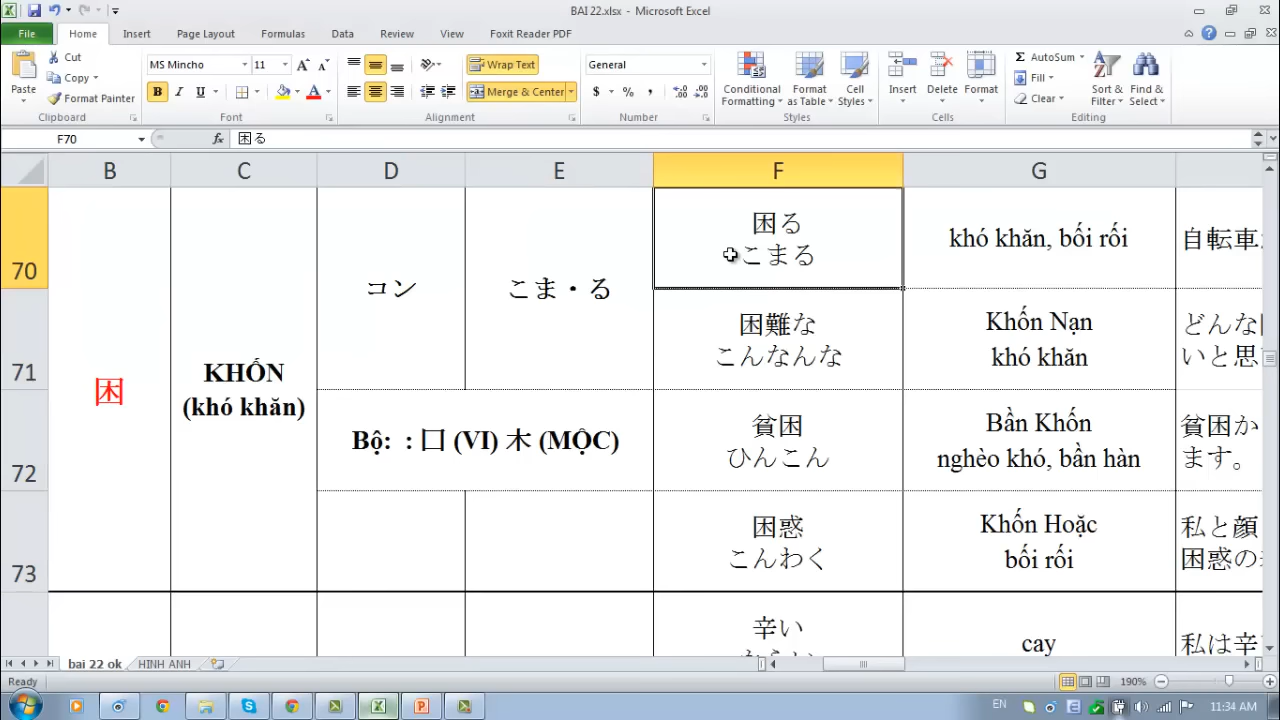 BAI 22.xlsx - Microsoft Excel
File Home Insert Page Layout Formulas Data Review View Foxit Reader PDF
Cut
Copy
Format Painter
Paste
Clipboard
MS Mincho 11
B I U
Font
Wrap Text
Merge & Center
Alignment
General
$ % ,
Number
Conditional Formatting
Format as Table
Cell Styles
Styles
Insert Delete Format
Cells
AutoSum
Fill
Clear
Sort & Filter
Find & Select
Editing
F70 fx 困る
B C D E F G
70
71
72
73
困
KHỐN
(khó khăn)
コン
こま・る
Bộ: : 囗 (VI) 木 (MỘC)
困る
こまる
khó khăn, bối rối
自転車
困難な
こんなんな
Khốn Nạn
khó khăn
どんな
いと思
貧困
ひんこん
Bần Khốn
nghèo khó, bần hàn
貧困か
ます。
困惑
こんわく
Khốn Hoặc
bối rối
私と顔
困惑の
辛い
cay
私は辛
bai 22 ok HINH ANH
Ready
190%
EN
11:34 AM